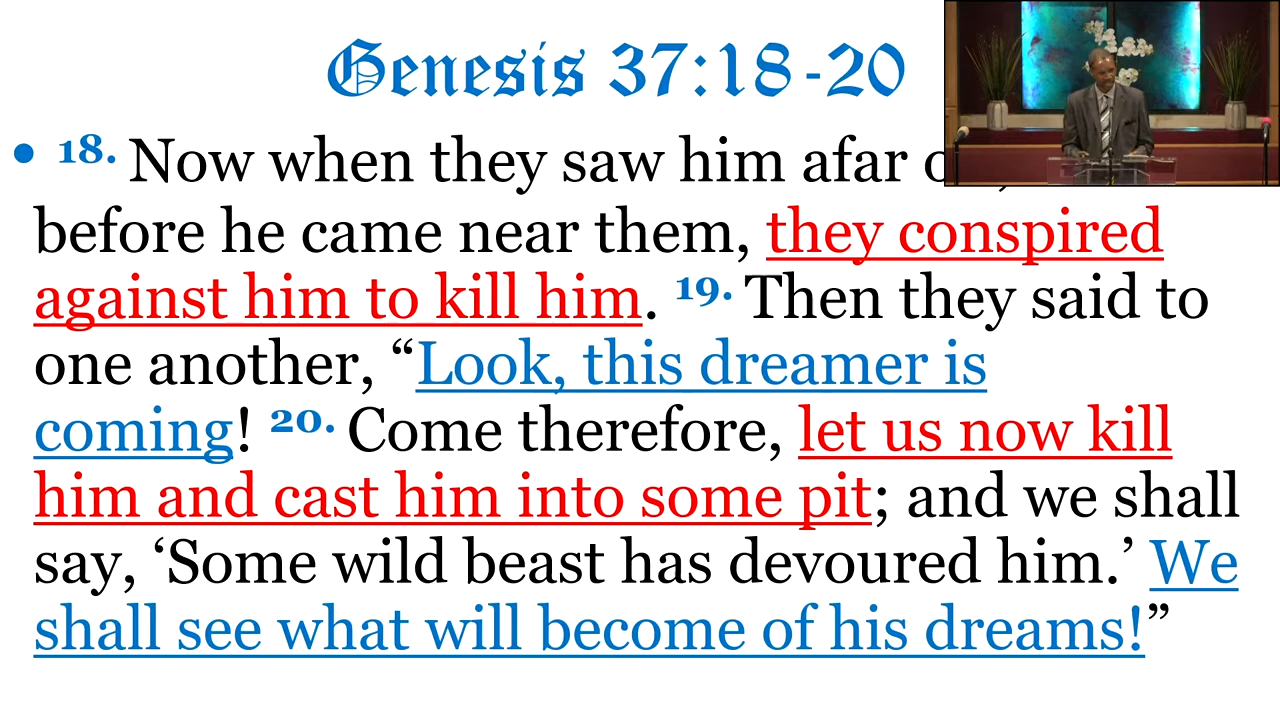 Genesis 37:18-20
• 18. Now when they saw him afar
before he came near them, they conspired
against him to kill him. 19. Then they said to
one another, “Look, this dreamer is
coming! 20. Come therefore, let us now kill
him and cast him into some pit; and we shall
say, ‘Some wild beast has devoured him.’ We
shall see what will become of his dreams!”